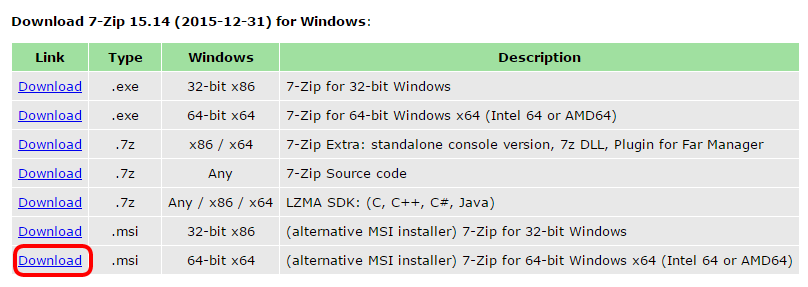 Download 7-Zip 15.14 (2015-12-31) for Windows:
Link Type Windows Description
Download .exe 32-bit x86 7-Zip for 32-bit Windows
Download .exe 64-bit x64 7-Zip for 64-bit Windows x64 (Intel 64 or AMD64)
Download .7z x86 / x64 7-Zip Extra: standalone console version, 7z DLL, Plugin for Far Manager
Download .7z Any 7-Zip Source code
Download .7z Any / x86 / x64 LZMA SDK: (C, C++, C#, Java)
Download .msi 32-bit x86 (alternative MSI installer) 7-Zip for 32-bit Windows
Download .msi 64-bit x64 (alternative MSI installer) 7-Zip for 64-bit Windows x64 (Intel 64 or AMD64)